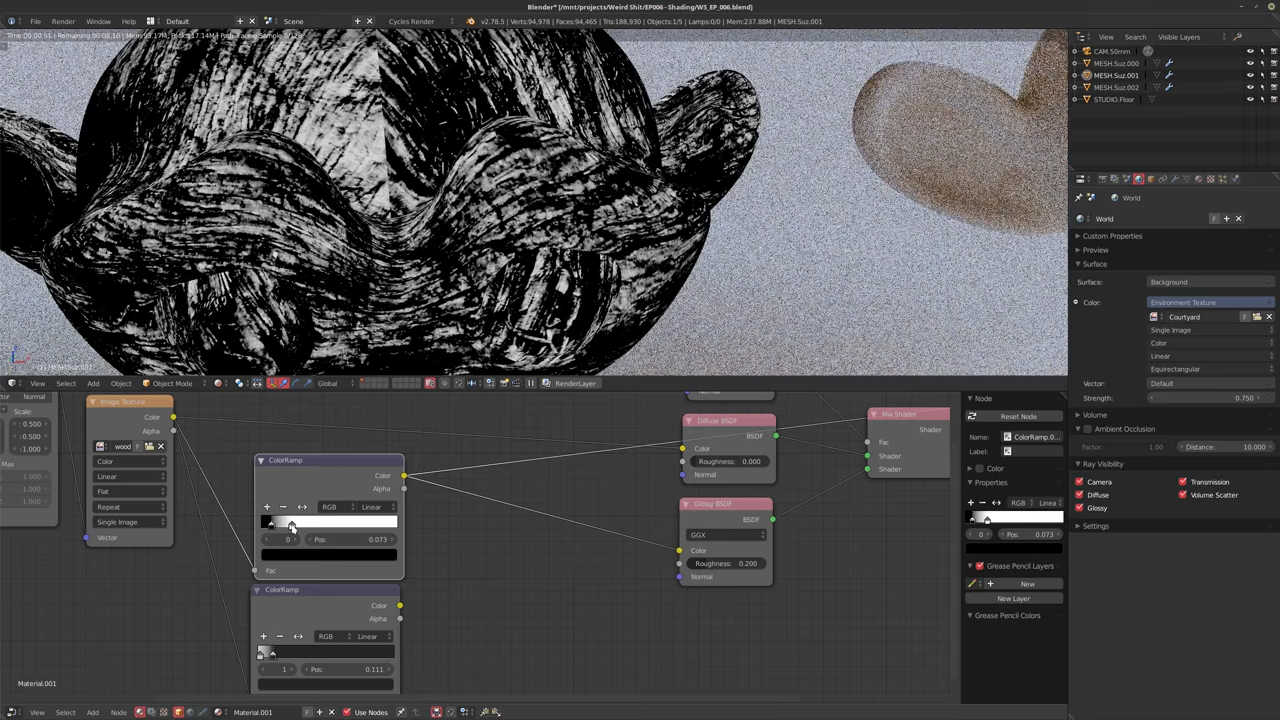 Blender* [/mnt/projects/Weird Shit/EP006 - Shading/WS_EP_006.blend]
File Render Window Help Default Scene Cycles Render v2.78.5 | Verts:94,978 | Faces:94,465 | Tris:188,930 | Objects:1/5 | Lamps:0/0 | Mem:237.88M | MESH.Suz.001
View Search Visible Layers
CAM.50mm
MESH.Suz.000
MESH.Suz.001
MESH.Suz.002
STUDIO.Floor
World
World F
Custom Properties
Preview
Surface
Surface: Background
Color: Environment Texture
Courtyard F
Single Image
Color
Linear
Equirectangular
Vector: Default
Strength: 0.750
Volume
Ambient Occlusion
Factor: 1.00 Distance: 10.000
Ray Visibility
Camera Transmission
Diffuse Volume Scatter
Glossy
Settings
View Select Add Object Object Mode Global RenderLayer
Normal
Scale:
0.500
0.500
1.000
Max
1.000
1.000
1.000
Image Texture
Color
Alpha
wood
Color
Linear
Flat
Repeat
Single Image
Vector
ColorRamp
Color
Alpha
RGB Linear
0 Pos: 0.073
Fac
ColorRamp
Color
Alpha
RGB Linear
1 Pos: 0.111
Normal
Diffuse BSDF
BSDF
Color
Roughness: 0.000
Normal
Glossy BSDF
BSDF
GGX
Color
Roughness: 0.200
Normal
Mix Shader
Shader
Fac
Shader
Shader
Node
Reset Node
Name: ColorRamp.0...
Label:
Color
Properties
RGB Linea
0 Pos: 0.073
Grease Pencil Layers
New
New Layer
Grease Pencil Colors
Material.001
View Select Add Node Material.001 F Use Nodes